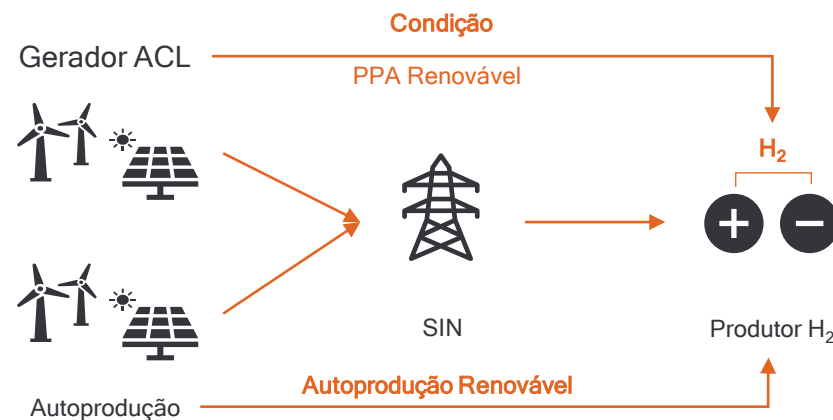 Condição
Gerador ACL
PPA Renovável
H₂
+ −
SIN
Produtor H₂
Autoprodução Renovável
Autoprodução